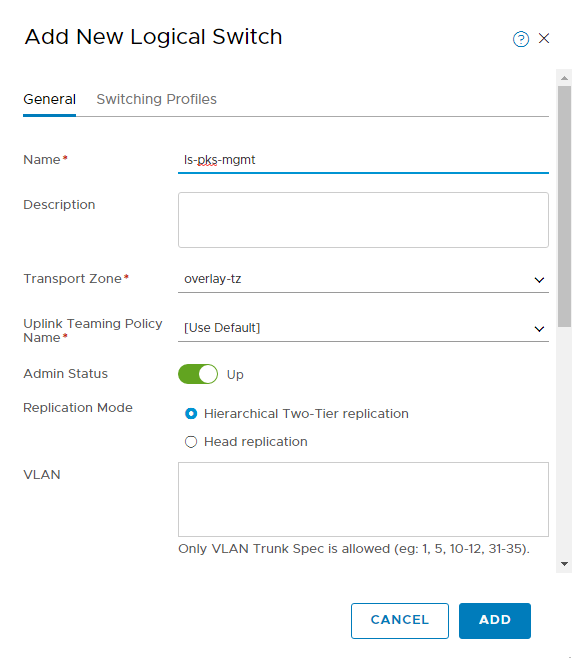 Add New Logical Switch
General Switching Profiles
Name* ls-pks-mgmt
Description
Transport Zone* overlay-tz
Uplink Teaming Policy
Name* [Use Default]
Admin Status Up
Replication Mode
Hierarchical Two-Tier replication
Head replication
VLAN
Only VLAN Trunk Spec is allowed (eg: 1, 5, 10-12, 31-35).
CANCEL ADD